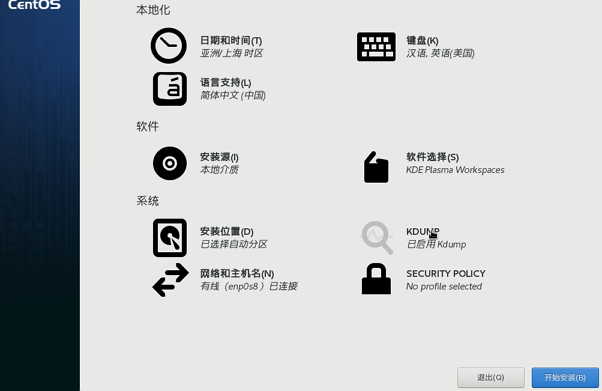 CentOS
本地化
日期和时间(T)
亚洲/上海 时区
键盘(K)
汉语, 英语(美国)
语言支持(L)
简体中文 (中国)
软件
安装源(I)
本地介质
软件选择(S)
KDE Plasma Workspaces
系统
安装位置(D)
已选择自动分区
KDUMP
已启用 Kdump
网络和主机名(N)
有线（enp0s8）已连接
SECURITY POLICY
No profile selected
退出(Q)
开始安装(B)